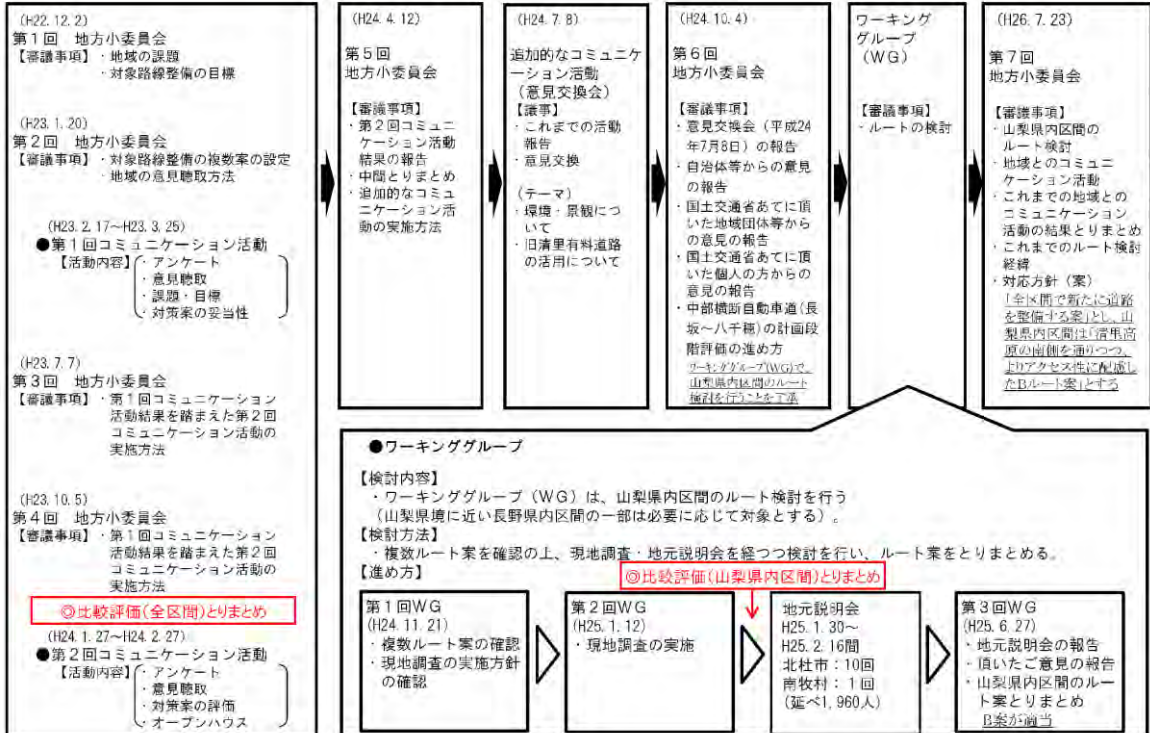 (H22.12.2)
第1回　地方小委員会
【審議事項】・地域の課題
・対象路線整備の目標
(H23.1.20)
第2回　地方小委員会
【審議事項】・対象路線整備の複数案の設定
・地域の意見聴取方法
(H23.2.17～H23.3.25)
●第1回コミュニケーション活動
【活動内容】・アンケート
・意見聴取
・課題・目標
・対策案の妥当性
(H23.7.7)
第3回　地方小委員会
【審議事項】・第1回コミュニケーション
活動結果を踏まえた第2回
コミュニケーション活動の
実施方法
(H23.10.5)
第4回　地方小委員会
【審議事項】・第1回コミュニケーション
活動結果を踏まえた第2回
コミュニケーション活動の
実施方法
◎比較評価(全区間)とりまとめ
(H24.1.27～H24.2.27)
●第2回コミュニケーション活動
【活動内容】・アンケート
・意見聴取
・対策案の評価
・オープンハウス
(H24.4.12)
第5回
地方小委員会
【審議事項】
・第2回コミュニ
ケーション活動
結果の報告
・中間とりまとめ
・追加的なコミュ
ニケーション活
動の実施方法
(H24.7.8)
追加的なコミュニケ
ーション活動
(意見交換会)
【議事】
・これまでの活動
報告
・意見交換
(テーマ)
・環境・景観につ
いて
・旧清里有料道路
の活用について
(H24.10.4)
第6回
地方小委員会
【審議事項】
・意見交換会（平成24
年7月8日）の報告
・自治体等からの意見
の報告
・国土交通省あてに頂
いた地域団体等から
の意見の報告
・国土交通省あてに頂
いた個人の方からの
意見の報告
・中部横断自動車道(長
坂～八千穂)の計画段
階評価の進め方
ワーキンググループ(WG)で、
山梨県内区間のルート
検討を行うことを了承
ワーキング
グループ
(WG)
【審議事項】
・ルートの検討
(H26.7.23)
第7回
地方小委員会
【審議事項】
・山梨県内区間の
ルート検討
・地域とのコミュニ
ケーション活動
・これまでの地域との
コミュニケーション
活動の結果とりまとめ
・これまでのルート検討
経緯
・対応方針（案）
「全区間で新たに道路
を整備する案」とし、山
梨県内区間は「清里高
原の南側を通りつつ、
よりアクセス性に配慮し
たBルート案」とする
●ワーキンググループ
【検討内容】
・ワーキンググループ（WG）は、山梨県内区間のルート検討を行う
（山梨県境に近い長野県内区間の一部は必要に応じて対象とする）。
【検討方法】
・複数ルート案を確認の上、現地調査・地元説明会を経つつ検討を行い、ルート案をとりまとめる。
【進め方】
◎比較評価(山梨県内区間)とりまとめ
第1回WG
(H24.11.21)
・複数ルート案の確認
・現地調査の実施方針
の確認
第2回WG
(H25.1.12)
・現地調査の実施
地元説明会
H25.1.30～
H25.2.16間
北杜市：10回
南牧村：1回
(延べ1,960人)
第3回WG
(H25.6.27)
・地元説明会の報告
・頂いたご意見の報告
・山梨県内区間のルー
ト案とりまとめ
B案が適当